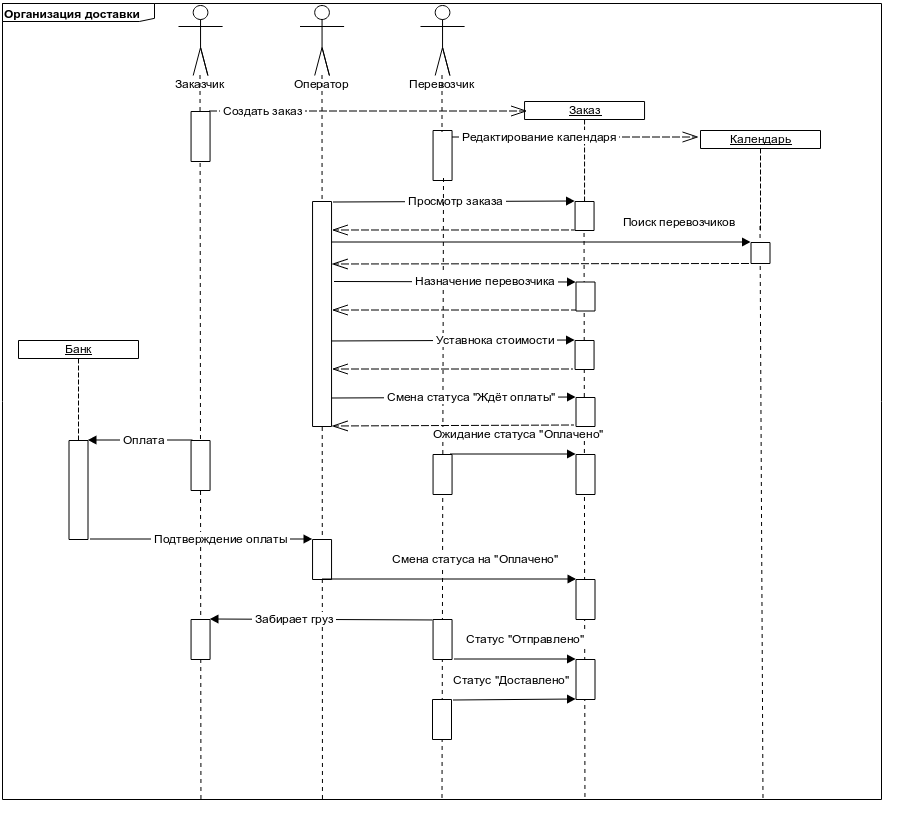 Организация доставки
Заказчик
Оператор
Перевозчик
Создать заказ
Заказ
Редактирование календаря
Календарь
Просмотр заказа
Поиск перевозчиков
Назначение перевозчика
Уставнока стоимости
Банк
Смена статуса "Ждёт оплаты"
Ожидание статуса "Оплачено"
Оплата
Подтверждение оплаты
Смена статуса на "Оплачено"
Забирает груз
Статус "Отправлено"
Статус "Доставлено"